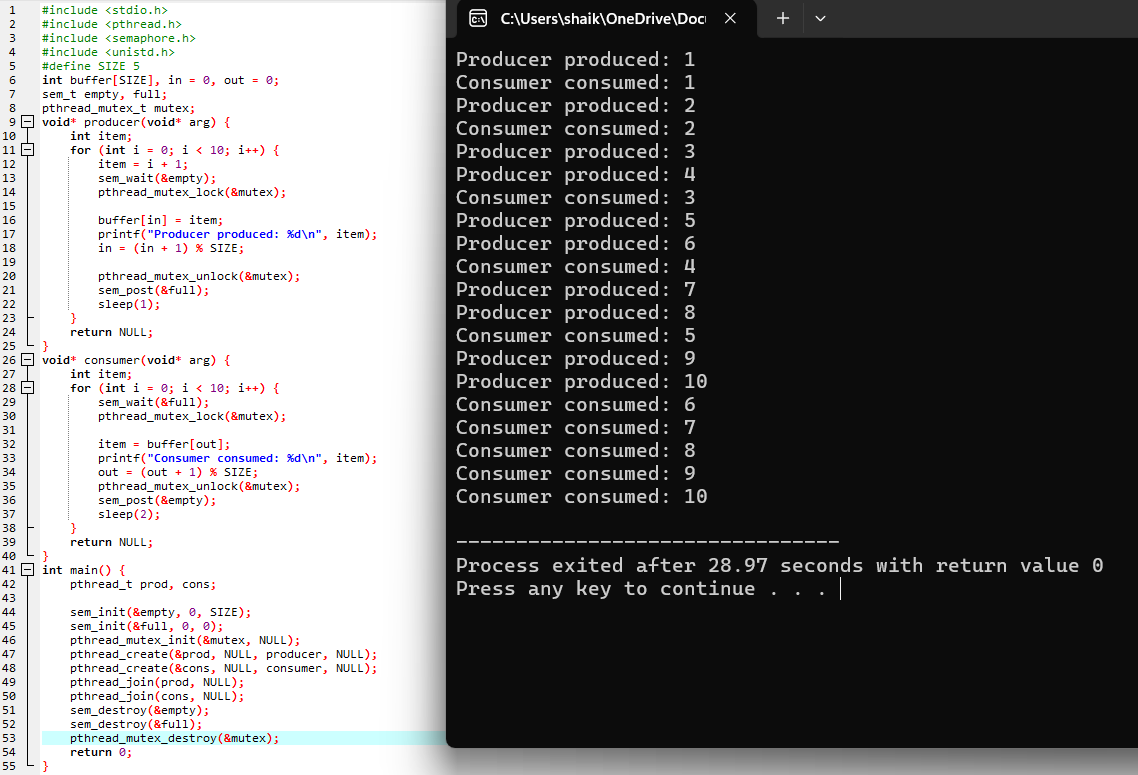 1 #include <stdio.h>
2 #include <pthread.h>
3 #include <semaphore.h>
4 #include <unistd.h>
5 #define SIZE 5
6 int buffer[SIZE], in = 0, out = 0;
7 sem_t empty, full;
8 pthread_mutex_t mutex;
9 void* producer(void* arg) {
10     int item;
11     for (int i = 0; i < 10; i++) {
12         item = i + 1;
13         sem_wait(&empty);
14         pthread_mutex_lock(&mutex);
15
16         buffer[in] = item;
17         printf("Producer produced: %d\n", item);
18         in = (in + 1) % SIZE;
19
20         pthread_mutex_unlock(&mutex);
21         sem_post(&full);
22         sleep(1);
23     }
24     return NULL;
25 }
26 void* consumer(void* arg) {
27     int item;
28     for (int i = 0; i < 10; i++) {
29         sem_wait(&full);
30         pthread_mutex_lock(&mutex);
31
32         item = buffer[out];
33         printf("Consumer consumed: %d\n", item);
34         out = (out + 1) % SIZE;
35         pthread_mutex_unlock(&mutex);
36         sem_post(&empty);
37         sleep(2);
38     }
39     return NULL;
40 }
41 int main() {
42     pthread_t prod, cons;
43
44     sem_init(&empty, 0, SIZE);
45     sem_init(&full, 0, 0);
46     pthread_mutex_init(&mutex, NULL);
47     pthread_create(&prod, NULL, producer, NULL);
48     pthread_create(&cons, NULL, consumer, NULL);
49     pthread_join(prod, NULL);
50     pthread_join(cons, NULL);
51     sem_destroy(&empty);
52     sem_destroy(&full);
53     pthread_mutex_destroy(&mutex);
54     return 0;
55 }
C:\Users\shaik\OneDrive\Doc
Producer produced: 1
Consumer consumed: 1
Producer produced: 2
Consumer consumed: 2
Producer produced: 3
Producer produced: 4
Consumer consumed: 3
Producer produced: 5
Producer produced: 6
Consumer consumed: 4
Producer produced: 7
Producer produced: 8
Consumer consumed: 5
Producer produced: 9
Producer produced: 10
Consumer consumed: 6
Consumer consumed: 7
Consumer consumed: 8
Consumer consumed: 9
Consumer consumed: 10
--------------------------------
Process exited after 28.97 seconds with return value 0
Press any key to continue . . .